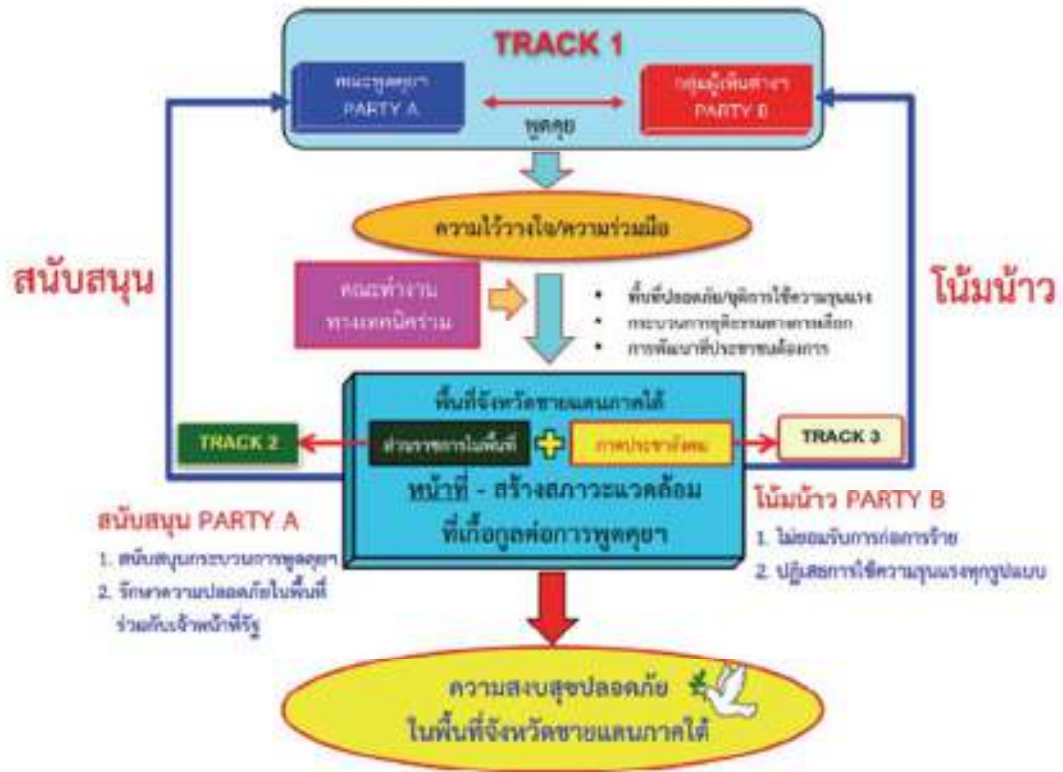 TRACK 1
คณะพูดคุยฯ
PARTY A
กลุ่มผู้เห็นต่างฯ
PARTY B
พูดคุย
ความไว้วางใจ/ความร่วมมือ
สนับสนุน
โน้มน้าว
คณะทำงาน
ทางเทคนิคร่วม
• พื้นที่ปลอดภัย/ยุติการใช้ความรุนแรง
• กระบวนการยุติธรรมทางการเลือก
• การพัฒนาที่ประชาชนต้องการ
พื้นที่จังหวัดชายแดนภาคใต้
TRACK 2
ส่วนราชการในพื้นที่
ภาคประชาสังคม
TRACK 3
หน้าที่ - สร้างสภาวะแวดล้อม
ที่เกื้อกูลต่อการพูดคุยฯ
สนับสนุน PARTY A
1. สนับสนุนกระบวนการพูดคุยฯ
2. รักษาความปลอดภัยในพื้นที่
ร่วมกับเจ้าหน้าที่รัฐ
โน้มน้าว PARTY B
1. ไม่ยอมรับการก่อการร้าย
2. ปฏิเสธการใช้ความรุนแรงทุกรูปแบบ
ความสงบสุขปลอดภัย
ในพื้นที่จังหวัดชายแดนภาคใต้